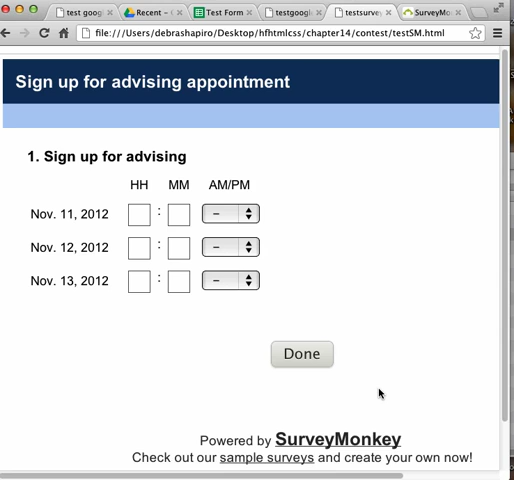 test goog
Recent –
Test Form
testgoogl
testsurve
SurveyMo
file:///Users/debrashapiro/Desktop/hfhtmlcss/chapter14/contest/testSM.html
Sign up for advising appointment
1. Sign up for advising
HH MM AM/PM
Nov. 11, 2012 : –
Nov. 12, 2012 : –
Nov. 13, 2012 : –
Done
Powered by SurveyMonkey
Check out our sample surveys and create your own now!